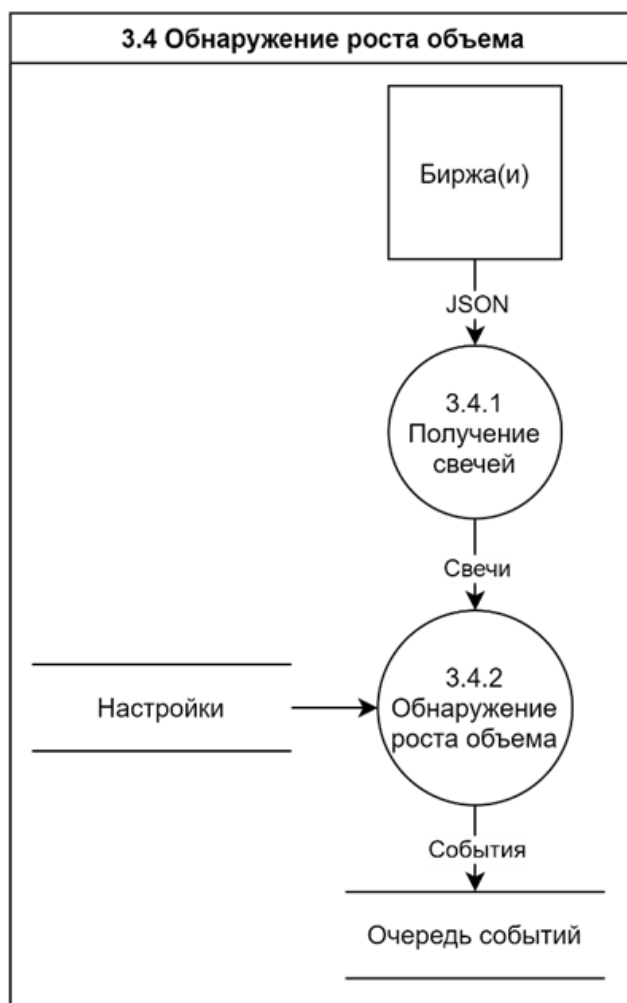 3.4 Обнаружение роста объема
Биржа(и)
JSON
3.4.1
Получение
свечей
Свечи
3.4.2
Обнаружение
роста объема
Настройки
События
Очередь событий